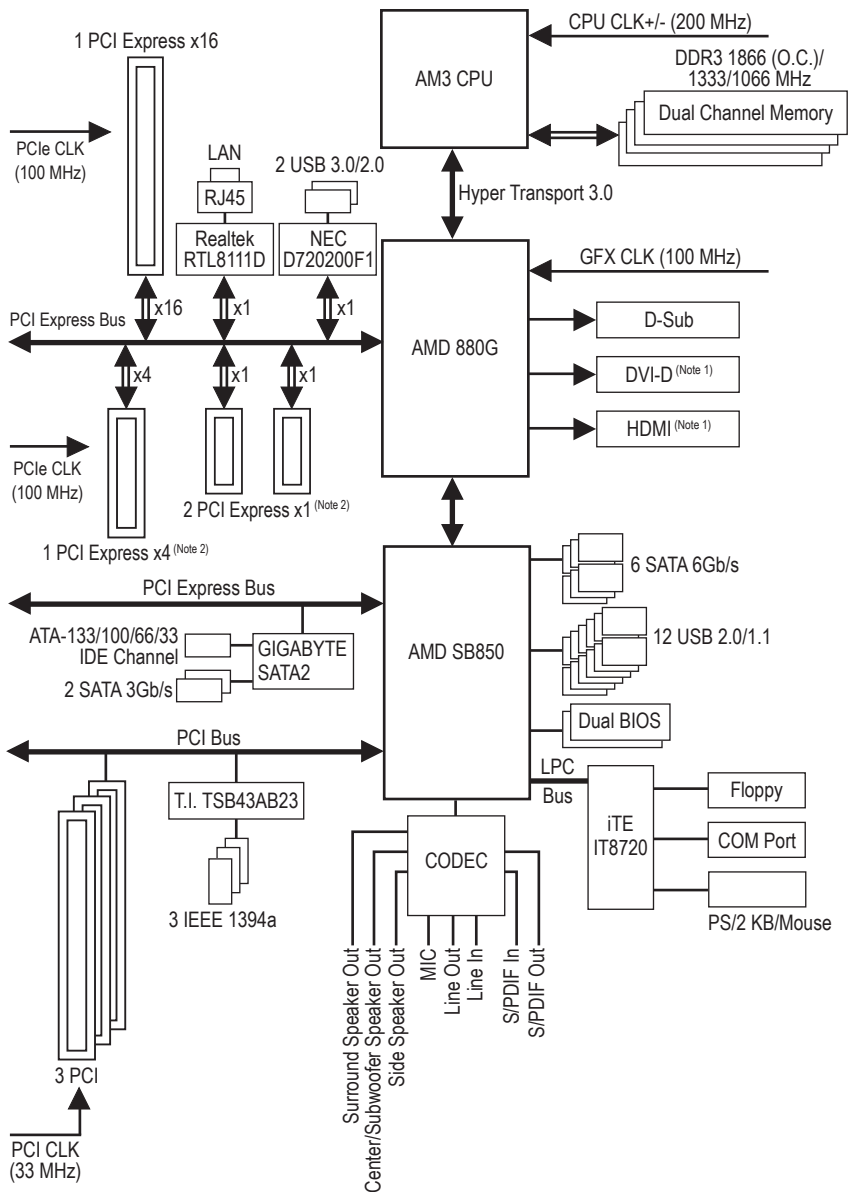 1 PCI Express x16
CPU CLK+/- (200 MHz)
AM3 CPU
DDR3 1866 (O.C.)/
1333/1066 MHz
Dual Channel Memory
PCIe CLK
(100 MHz)
LAN
RJ45
2 USB 3.0/2.0
Hyper Transport 3.0
Realtek
RTL8111D
NEC
D720200F1
GFX CLK (100 MHz)
x16
x1
x1
PCI Express Bus
AMD 880G
D-Sub
DVI-D (Note 1)
HDMI (Note 1)
x4
x1
x1
PCIe CLK
(100 MHz)
2 PCI Express x1 (Note 2)
1 PCI Express x4 (Note 2)
PCI Express Bus
6 SATA 6Gb/s
ATA-133/100/66/33
IDE Channel
GIGABYTE
SATA2
2 SATA 3Gb/s
AMD SB850
12 USB 2.0/1.1
Dual BIOS
PCI Bus
LPC
Bus
T.I. TSB43AB23
iTE
IT8720
Floppy
COM Port
PS/2 KB/Mouse
CODEC
3 IEEE 1394a
Surround Speaker Out
Center/Subwoofer Speaker Out
Side Speaker Out
MIC
Line Out
Line In
S/PDIF In
S/PDIF Out
3 PCI
PCI CLK
(33 MHz)